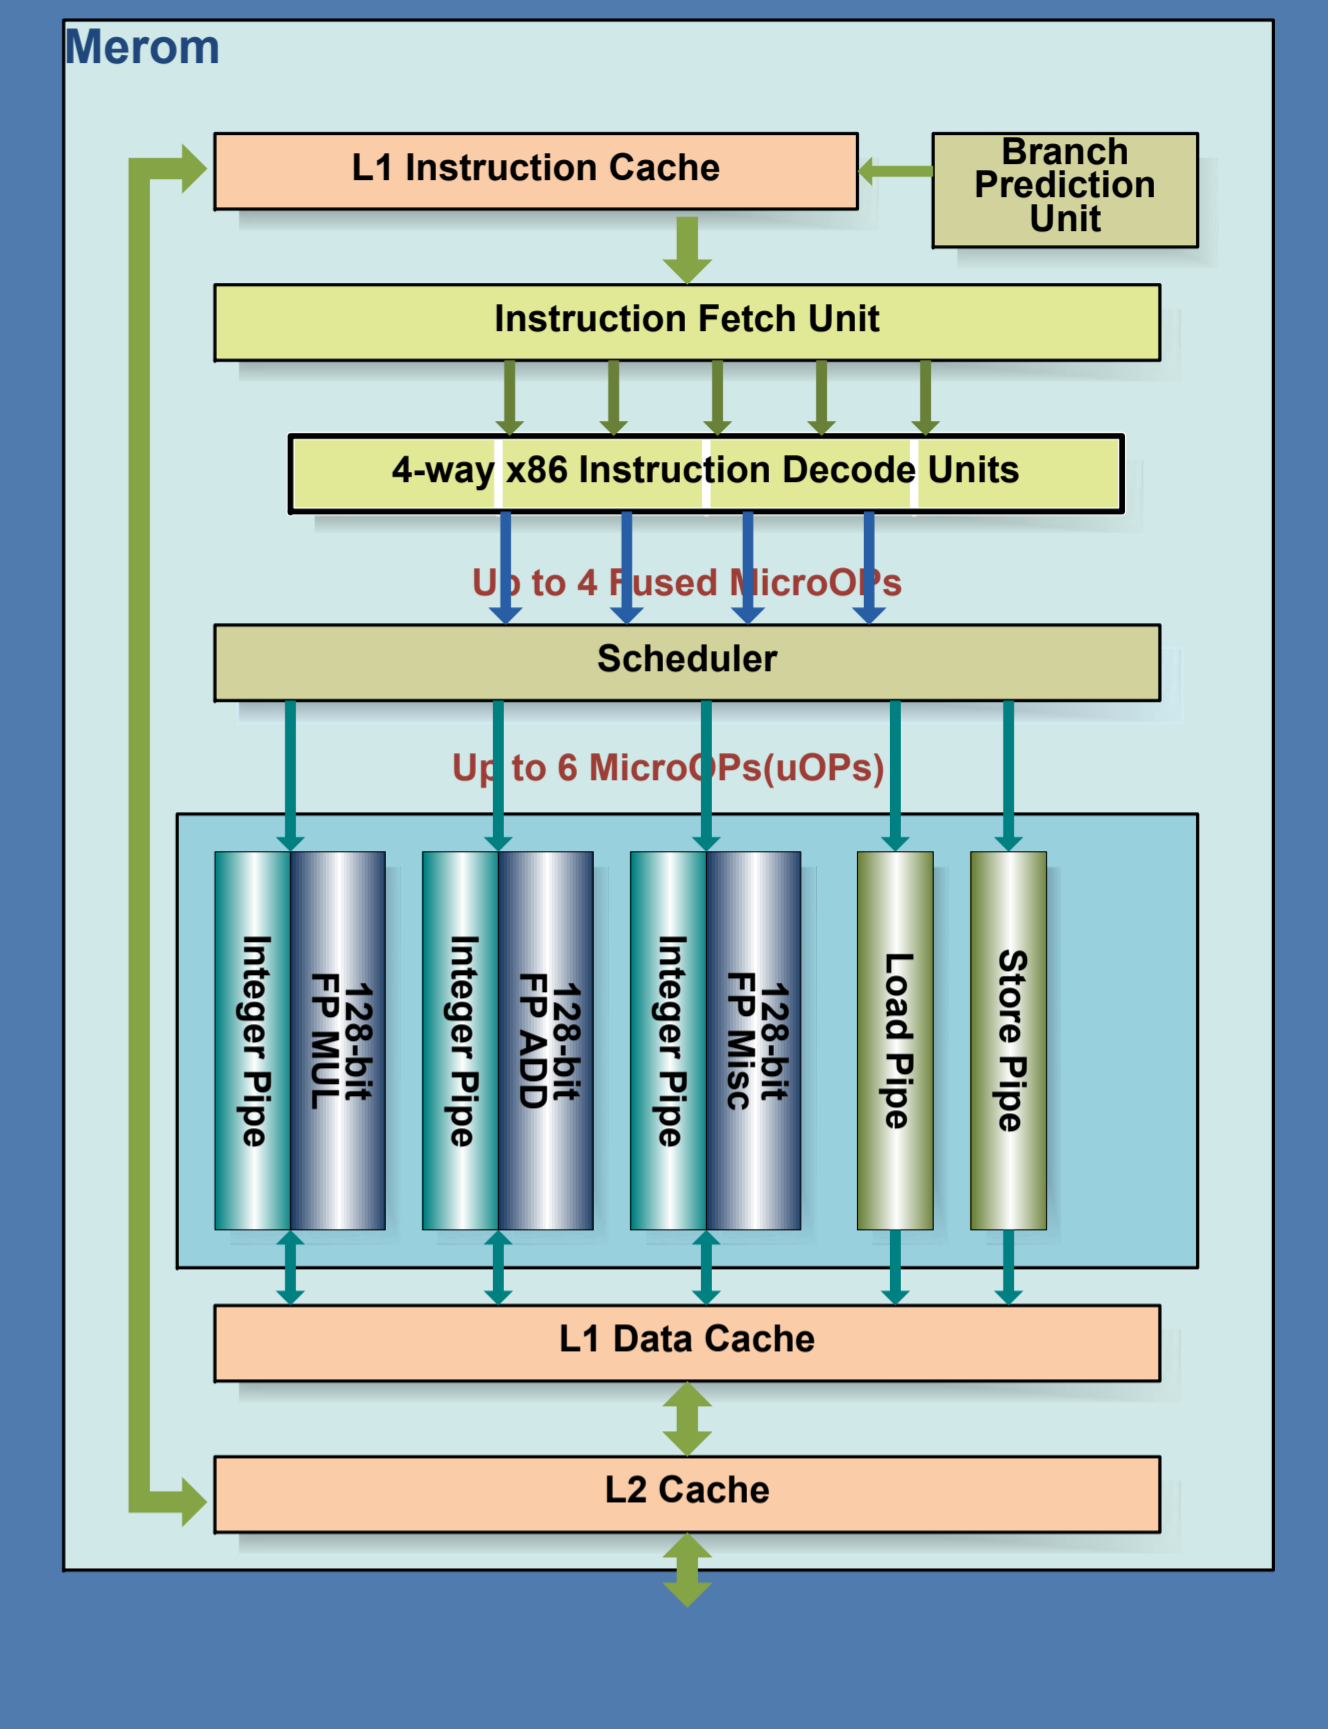 Merom
L1 Instruction Cache
Branch
Prediction
Unit
Instruction Fetch Unit
4-way x86 Instruction Decode Units
Up to 4 Fused MicroOPs
Scheduler
Up to 6 MicroOPs(uOPs)
Integer Pipe
128-bit
FP MUL
Integer Pipe
128-bit
FP ADD
Integer Pipe
128-bit
FP Misc
Load Pipe
Store Pipe
L1 Data Cache
L2 Cache